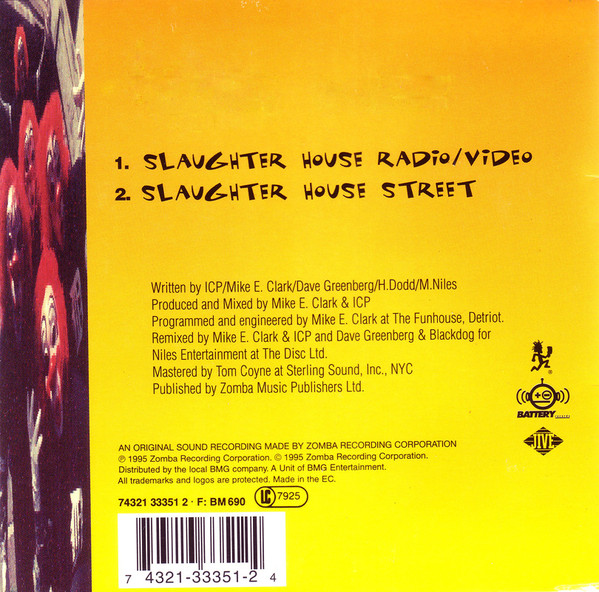 1. SLAUGHTER HOUSE RADIO/VIDEO
2. SLAUGHTER HOUSE STREET
Written by ICP/Mike E. Clark/Dave Greenberg/H.Dodd/M.Niles
Produced and Mixed by Mike E. Clark & ICP
Programmed and engineered by Mike E. Clark at The Funhouse, Detriot.
Remixed by Mike E. Clark & ICP and Dave Greenberg & Blackdog for
Niles Entertainment at The Disc Ltd.
Mastered by Tom Coyne at Sterling Sound, Inc., NYC
Published by Zomba Music Publishers Ltd.
®
BATTERY
JIVE
AN ORIGINAL SOUND RECORDING MADE BY ZOMBA RECORDING CORPORATION
℗ 1995 Zomba Recording Corporation. © 1995 Zomba Recording Corporation.
Distributed by the local BMG company. A Unit of BMG Entertainment.
All trademarks and logos are protected. Made in the EC.
74321 33351 2 · F: BM 690 LC 7925
7 4321-33351-2 4